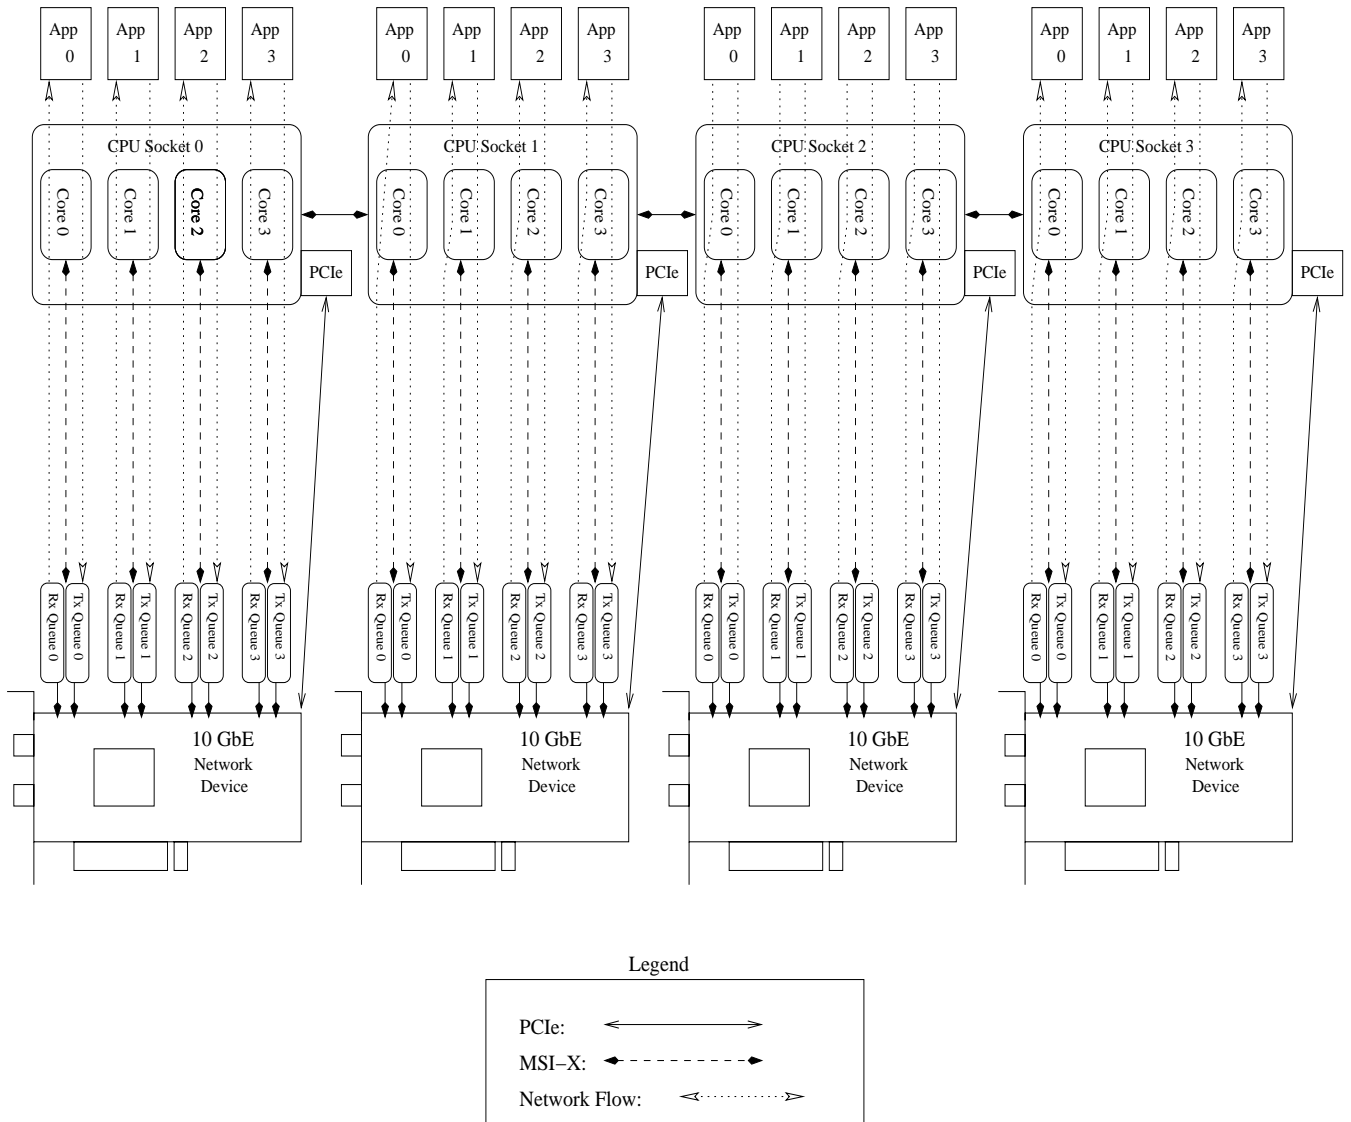 App 0
App 1
App 2
App 3
App 0
App 1
App 2
App 3
App 0
App 1
App 2
App 3
App 0
App 1
App 2
App 3
CPU Socket 0
CPU Socket 1
CPU Socket 2
CPU Socket 3
Core 0
Core 1
Core 2
Core 3
Core 0
Core 1
Core 2
Core 3
Core 0
Core 1
Core 2
Core 3
Core 0
Core 1
Core 2
Core 3
PCIe
PCIe
PCIe
PCIe
Rx Queue 0
Tx Queue 0
Rx Queue 1
Tx Queue 1
Rx Queue 2
Tx Queue 2
Rx Queue 3
Tx Queue 3
Rx Queue 0
Tx Queue 0
Rx Queue 1
Tx Queue 1
Rx Queue 2
Tx Queue 2
Rx Queue 3
Tx Queue 3
Rx Queue 0
Tx Queue 0
Rx Queue 1
Tx Queue 1
Rx Queue 2
Tx Queue 2
Rx Queue 3
Tx Queue 3
Rx Queue 0
Tx Queue 0
Rx Queue 1
Tx Queue 1
Rx Queue 2
Tx Queue 2
Rx Queue 3
Tx Queue 3
10 GbE
Network
Device
10 GbE
Network
Device
10 GbE
Network
Device
10 GbE
Network
Device
Legend
PCIe:
MSI−X:
Network Flow: